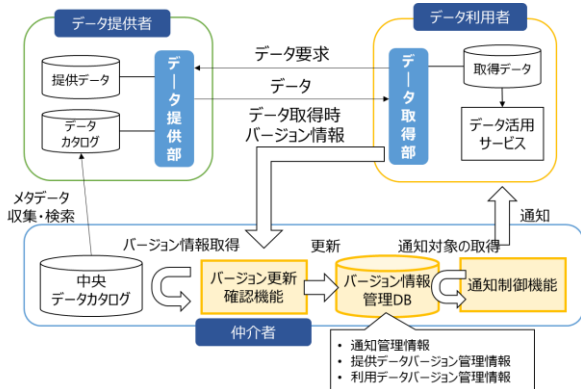 データ提供者
データ利用者
提供データ
データ
カタログ
データ提供部
データ要求
データ
データ取得時
バージョン情報
データ取得部
取得データ
データ活用
サービス
メタデータ
収集・検索
通知
バージョン情報取得
更新
通知対象の取得
中央
データカタログ
バージョン更新
確認機能
バージョン情報
管理DB
通知制御機能
仲介者
• 通知管理情報
• 提供データバージョン管理情報
• 利用データバージョン管理情報